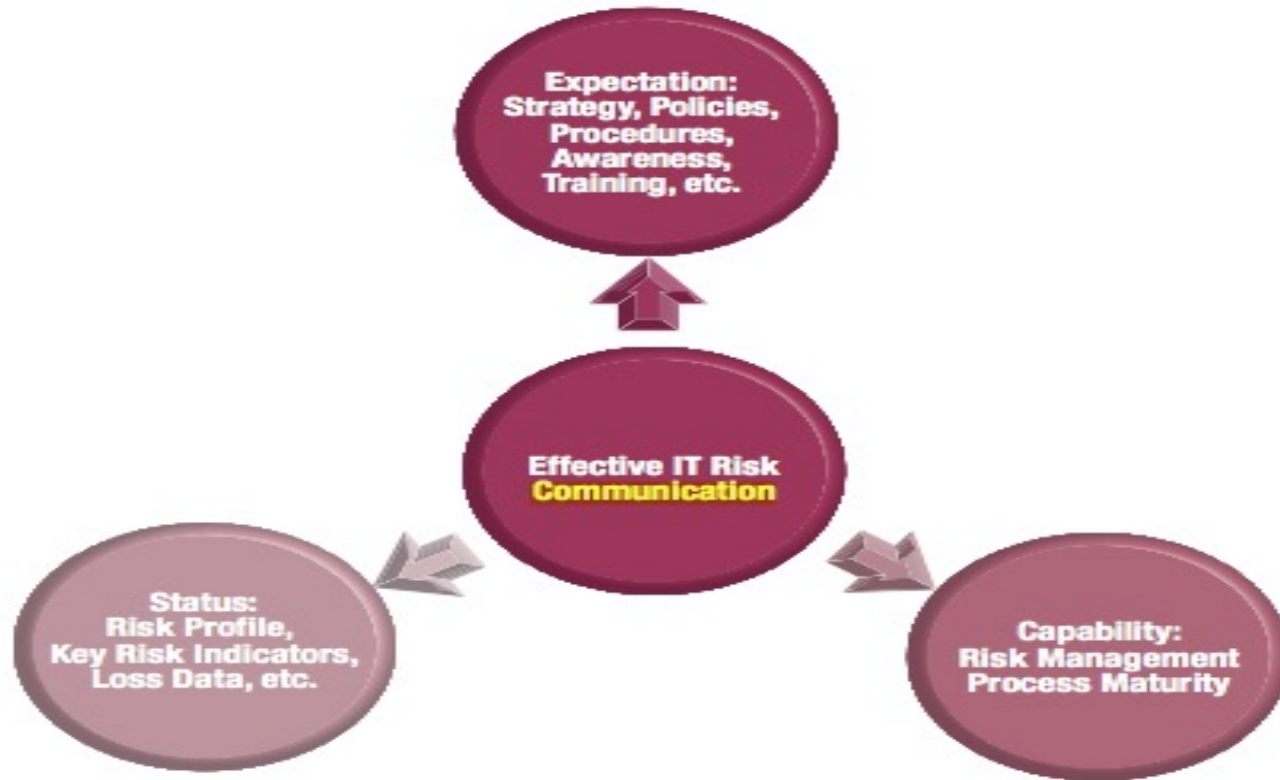 Expectation:
Strategy, Policies,
Procedures,
Awareness,
Training, etc.
Effective IT Risk
Communication
Status:
Risk Profile,
Key Risk Indicators,
Loss Data, etc.
Capability:
Risk Management
Process Maturity